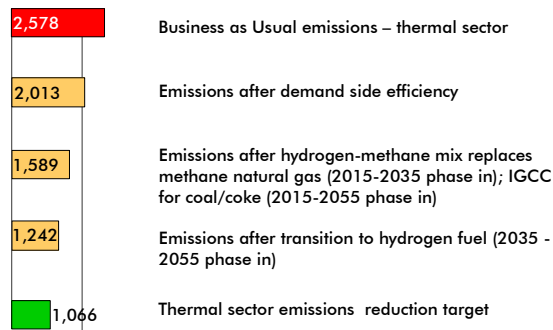 2,578 Business as Usual emissions – thermal sector
2,013 Emissions after demand side efficiency
1,589 Emissions after hydrogen-methane mix replaces
methane natural gas (2015-2035 phase in); IGCC
for coal/coke (2015-2055 phase in)
1,242 Emissions after transition to hydrogen fuel (2035 -
2055 phase in)
1,066 Thermal sector emissions reduction target